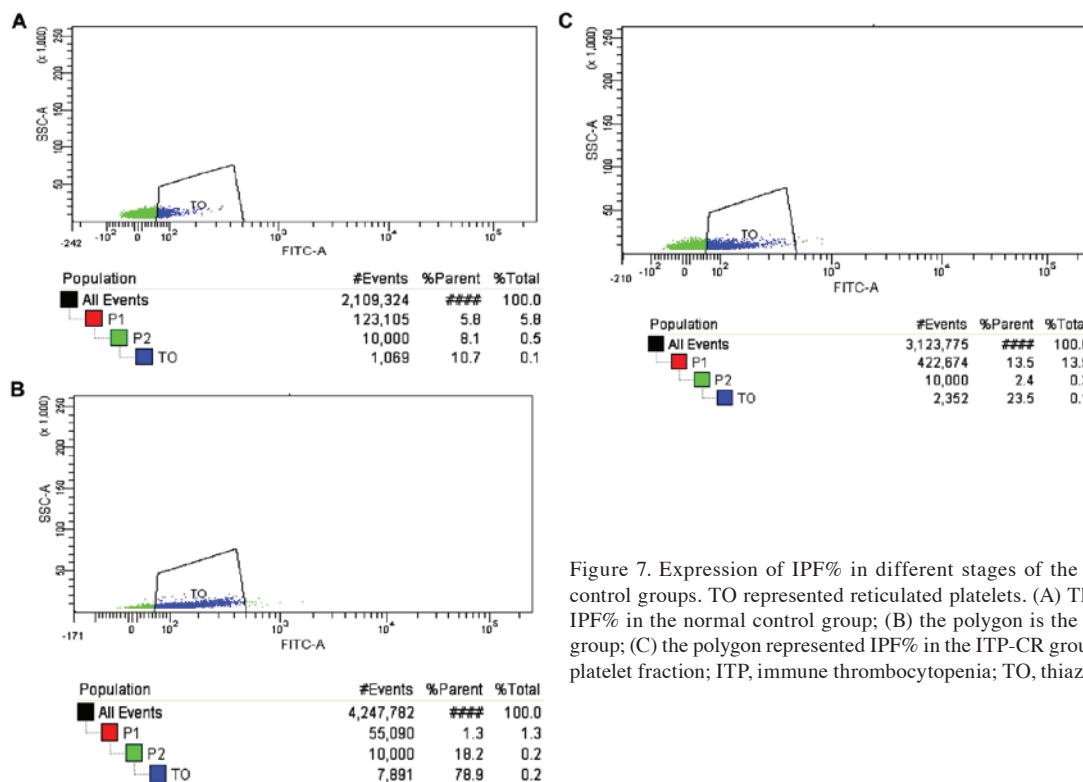 A
(x 1,000)
SSC-A
250
200
150
100
50
TO
-242
-10² 0 10² 10³ 10⁴ 10⁵
FITC-A
Population #Events %Parent %Total
All Events 2,109,324 #### 100.0
P1 123,105 5.8 5.8
P2 10,000 8.1 0.5
TO 1,069 10.7 0.1
B
(x 1,000)
SSC-A
250
200
150
100
50
TO
-171
-10² 0 10² 10³ 10⁴ 10⁵
FITC-A
Population #Events %Parent %Total
All Events 4,247,782 #### 100.0
P1 55,090 1.3 1.3
P2 10,000 18.2 0.2
TO 7,891 78.9 0.2
C
(x 1,000)
SSC-A
250
200
150
100
50
TO
-210
-10² 0 10² 10³ 10⁴ 10⁵
FITC-A
Population #Events %Parent %Tota
All Events 3,123,775 #### 100.
P1 422,674 13.5 13.
P2 10,000 2.4 0.
TO 2,352 23.5 0.
Figure 7. Expression of IPF% in different stages of the
control groups. TO represented reticulated platelets. (A)
IPF% in the normal control group; (B) the polygon is the
group; (C) the polygon represented IPF% in the ITP-CR
platelet fraction; ITP, immune thrombocytopenia; TO,